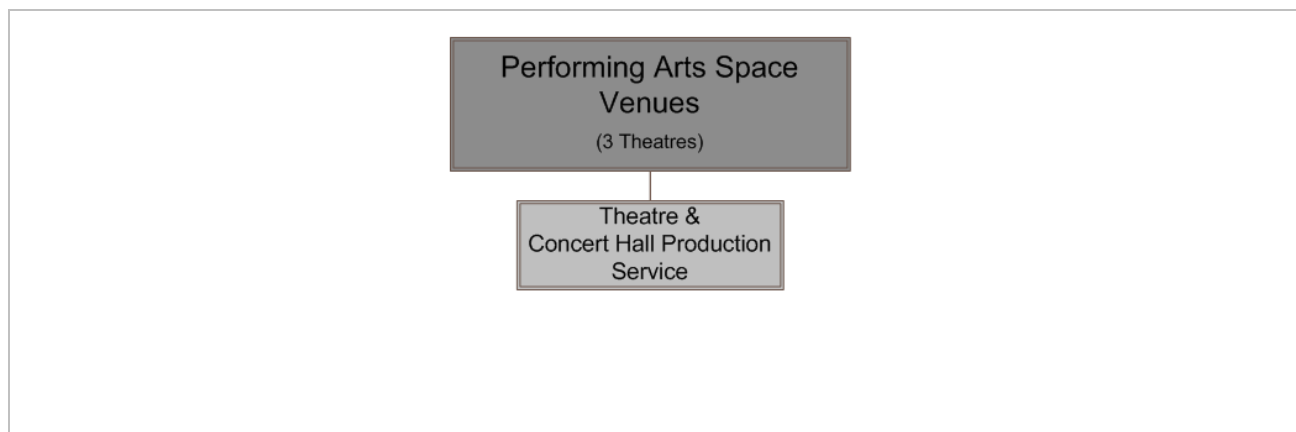 Performing Arts Space
Venues
(3 Theatres)
Theatre &
Concert Hall Production
Service